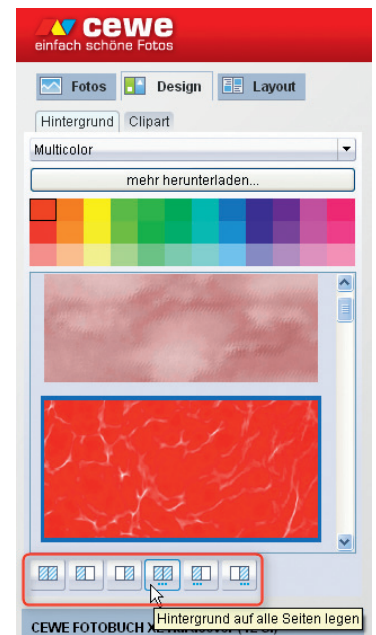 cewe
einfach schöne Fotos
Fotos Design Layout
Hintergrund Clipart
Multicolor
mehr herunterladen...
Hintergrund auf alle Seiten legen
CEWE FOTOBUCH